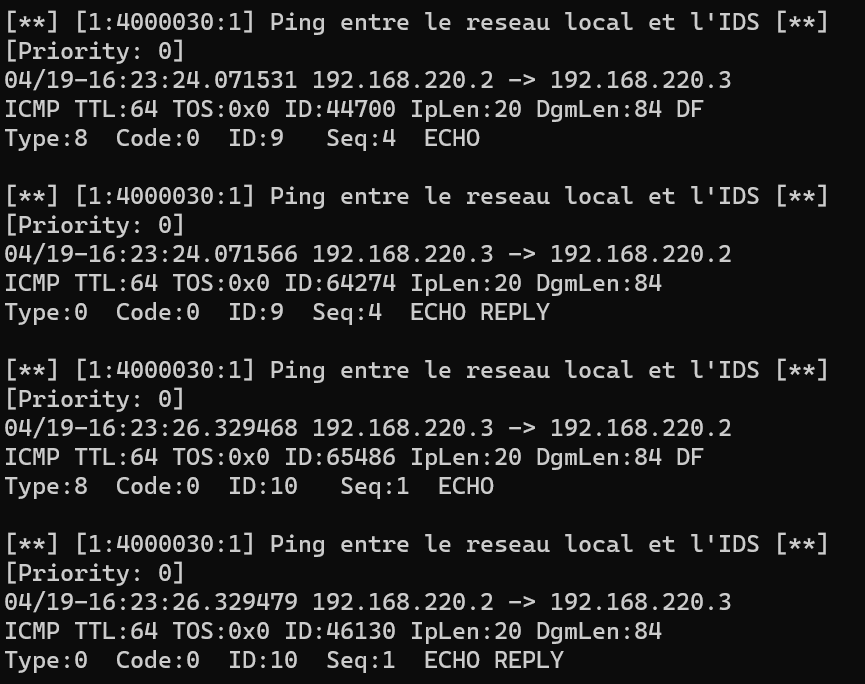 [**] [1:4000030:1] Ping entre le reseau local et l'IDS [**]
[Priority: 0]
04/19-16:23:24.071531 192.168.220.2 -> 192.168.220.3
ICMP TTL:64 TOS:0x0 ID:44700 IpLen:20 DgmLen:84 DF
Type:8  Code:0  ID:9   Seq:4  ECHO

[**] [1:4000030:1] Ping entre le reseau local et l'IDS [**]
[Priority: 0]
04/19-16:23:24.071566 192.168.220.3 -> 192.168.220.2
ICMP TTL:64 TOS:0x0 ID:64274 IpLen:20 DgmLen:84
Type:0  Code:0  ID:9  Seq:4  ECHO REPLY

[**] [1:4000030:1] Ping entre le reseau local et l'IDS [**]
[Priority: 0]
04/19-16:23:26.329468 192.168.220.3 -> 192.168.220.2
ICMP TTL:64 TOS:0x0 ID:65486 IpLen:20 DgmLen:84 DF
Type:8  Code:0  ID:10   Seq:1  ECHO

[**] [1:4000030:1] Ping entre le reseau local et l'IDS [**]
[Priority: 0]
04/19-16:23:26.329479 192.168.220.2 -> 192.168.220.3
ICMP TTL:64 TOS:0x0 ID:46130 IpLen:20 DgmLen:84
Type:0  Code:0  ID:10  Seq:1  ECHO REPLY